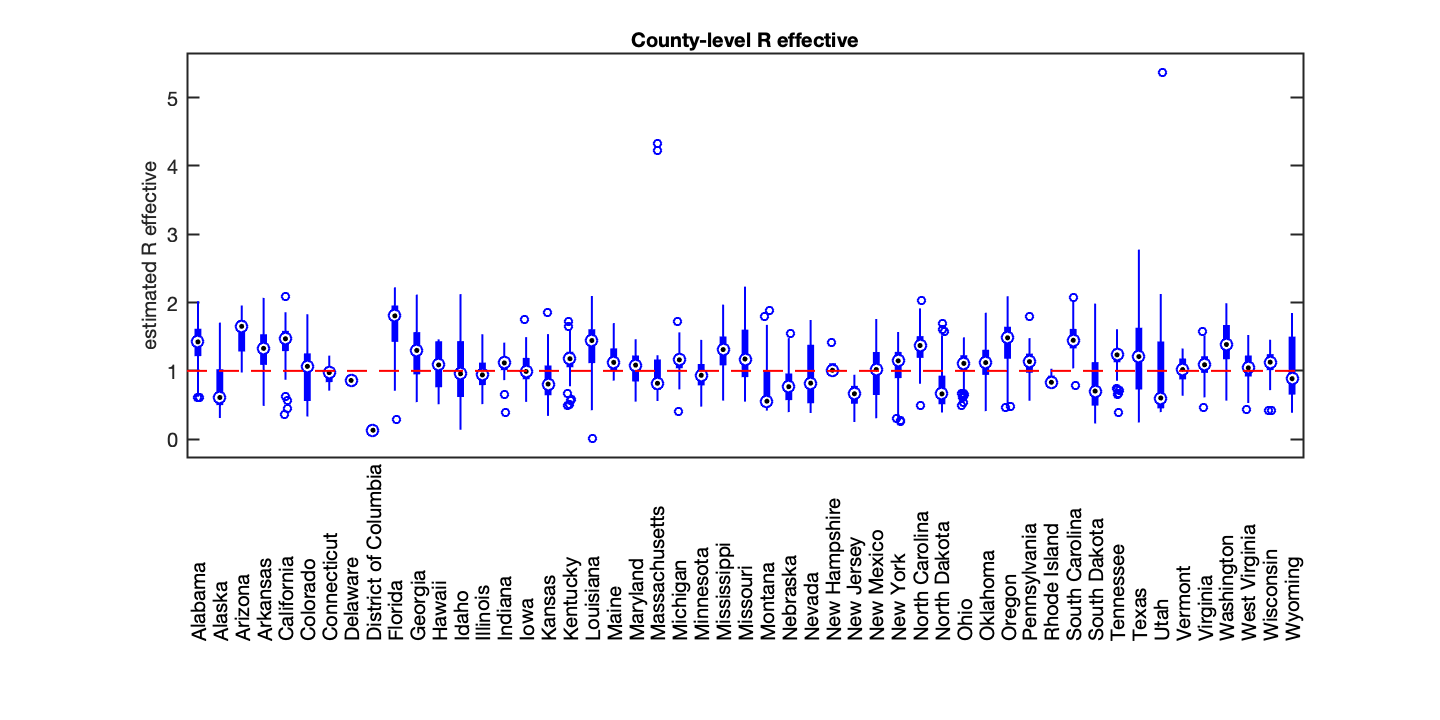 County-level R effective
estimated R effective
5
4
3
2
1
0
Alabama
Alaska
Arizona
Arkansas
California
Colorado
Connecticut
Delaware
District of Columbia
Florida
Georgia
Hawaii
Idaho
Illinois
Indiana
Iowa
Kansas
Kentucky
Louisiana
Maine
Maryland
Massachusetts
Michigan
Minnesota
Mississippi
Missouri
Montana
Nebraska
Nevada
New Hampshire
New Jersey
New Mexico
New York
North Carolina
North Dakota
Ohio
Oklahoma
Oregon
Pennsylvania
Rhode Island
South Carolina
South Dakota
Tennessee
Texas
Utah
Vermont
Virginia
Washington
West Virginia
Wisconsin
Wyoming